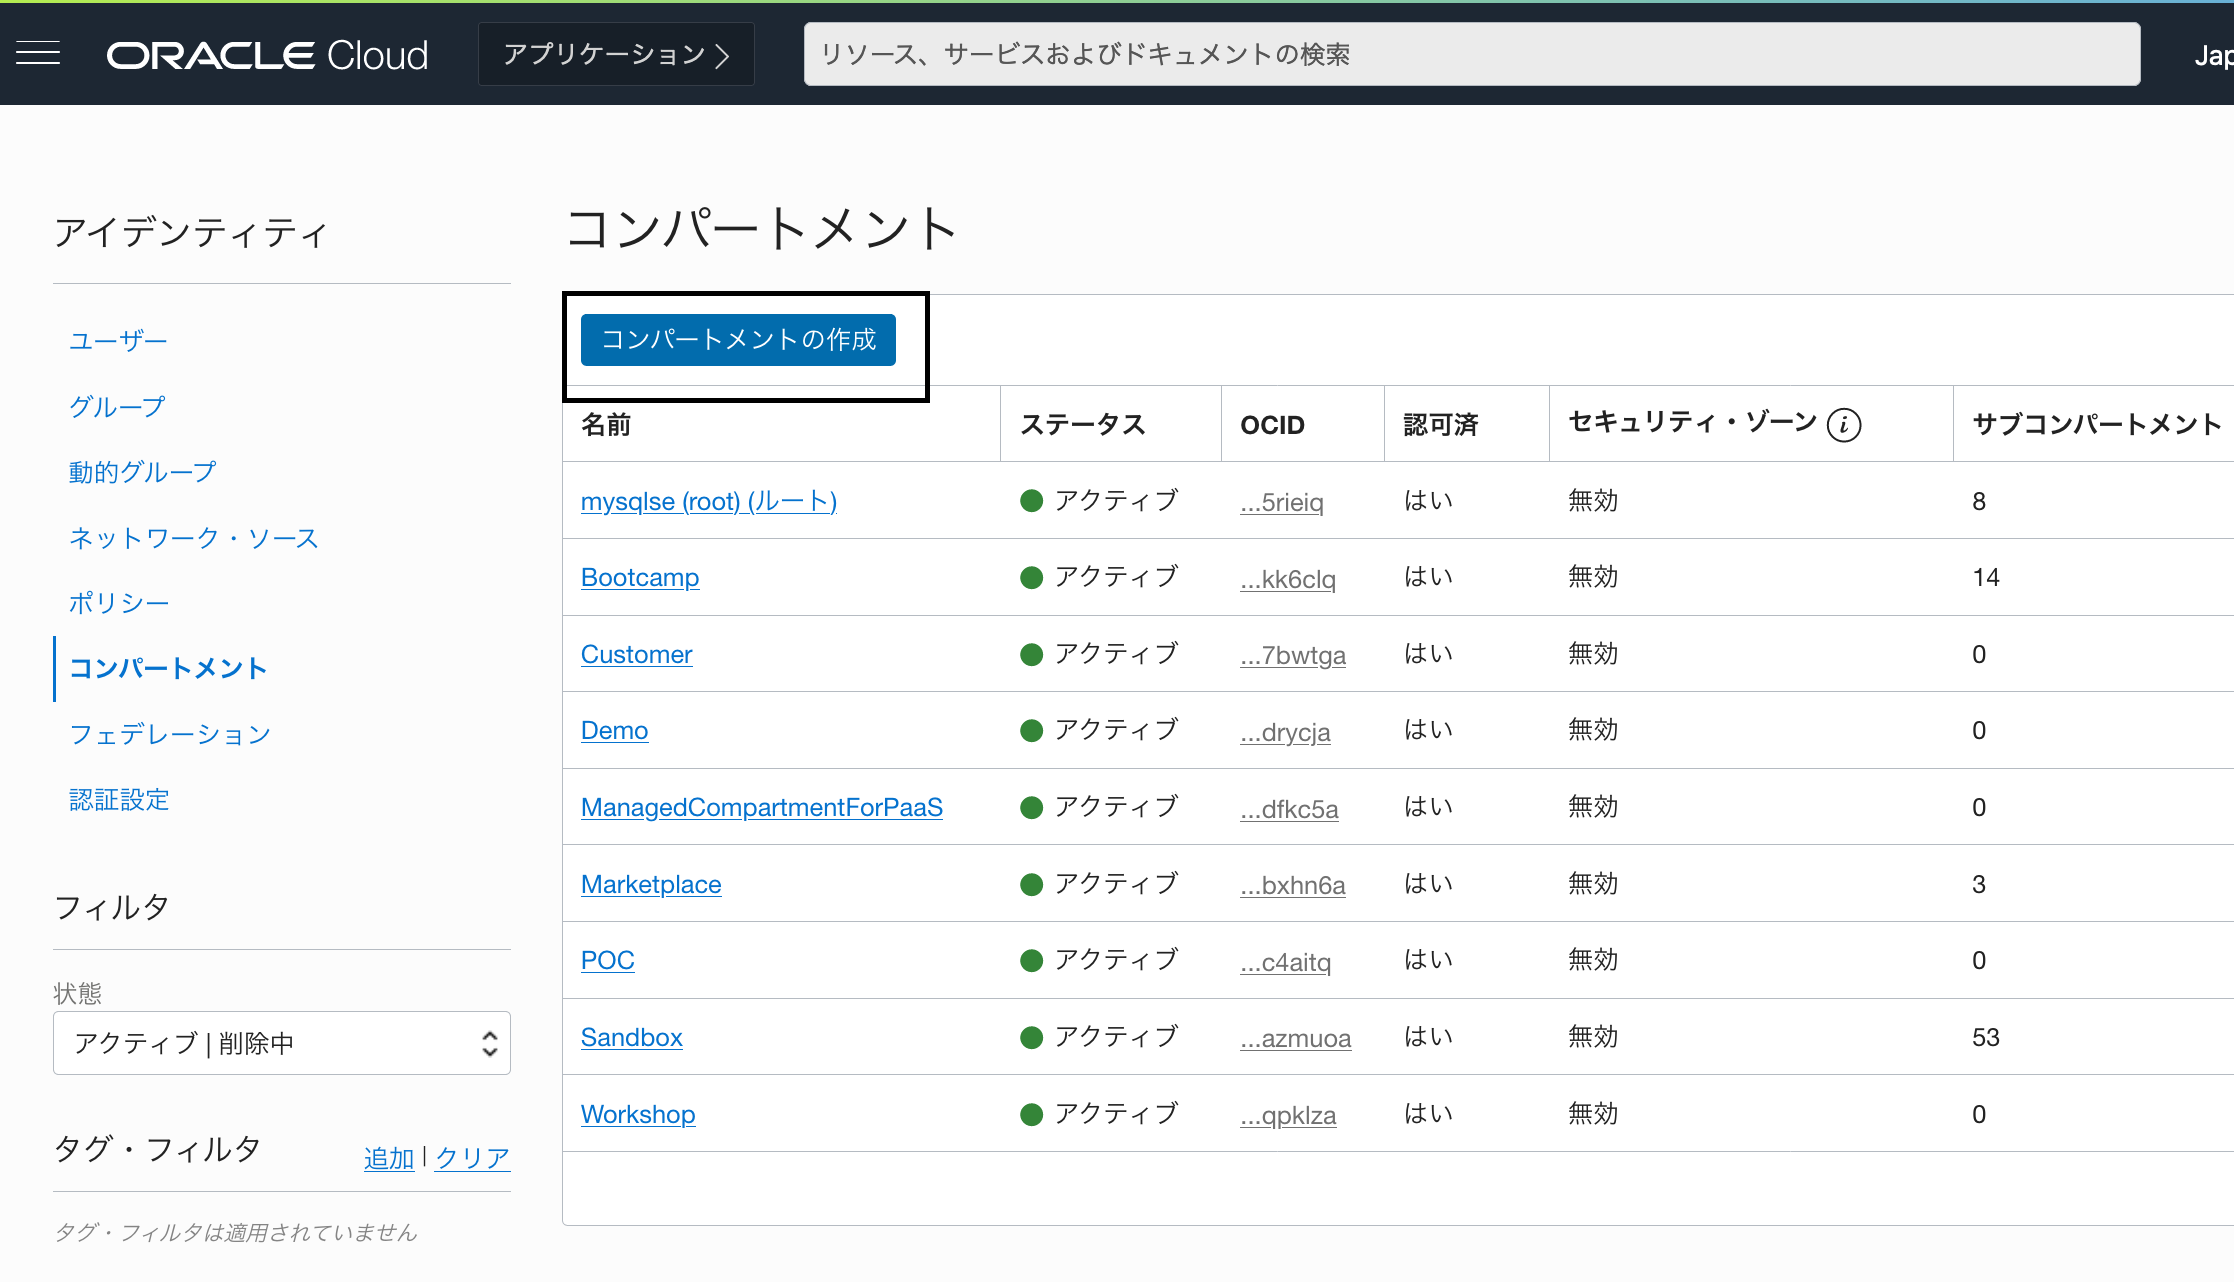 ORACLE Cloud
アプリケーション
リソース、サービスおよびドキュメントの検索
Jap
アイデンティティ
ユーザー
グループ
動的グループ
ネットワーク・ソース
ポリシー
コンパートメント
フェデレーション
認証設定
フィルタ
状態
アクティブ | 削除中
タグ・フィルタ
追加 | クリア
タグ・フィルタは適用されていません
コンパートメント
コンパートメントの作成
名前 ステータス OCID 認可済 セキュリティ・ゾーン i サブコンパートメント
mysqlse (root) (ルート) アクティブ ...5rieiq はい 無効 8
Bootcamp アクティブ ...kk6clq はい 無効 14
Customer アクティブ ...7bwtga はい 無効 0
Demo アクティブ ...drycja はい 無効 0
ManagedCompartmentForPaaS アクティブ ...dfkc5a はい 無効 0
Marketplace アクティブ ...bxhn6a はい 無効 3
POC アクティブ ...c4aitq はい 無効 0
Sandbox アクティブ ...azmuoa はい 無効 53
Workshop アクティブ ...qpklza はい 無効 0